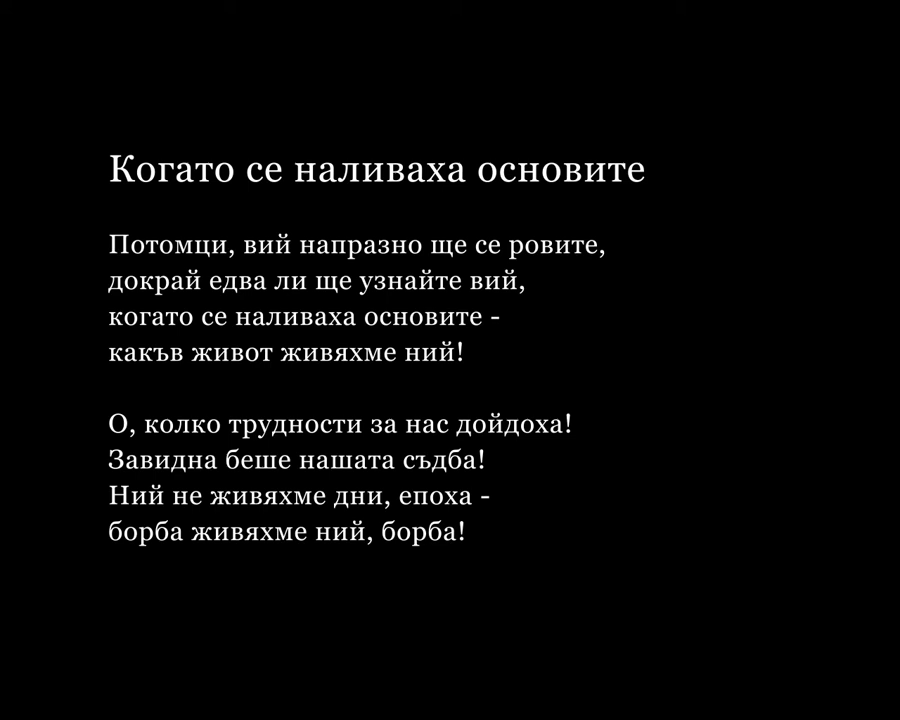 Когато се наливаха основите
Потомци, вий напразно ще се ровите,
докрай едва ли ще узнайте вий,
когато се наливаха основите -
какъв живот живяхме ний!
О, колко трудности за нас дойдоха!
Завидна беше нашата съдба!
Ний не живяхме дни, епоха -
борба живяхме ний, борба!